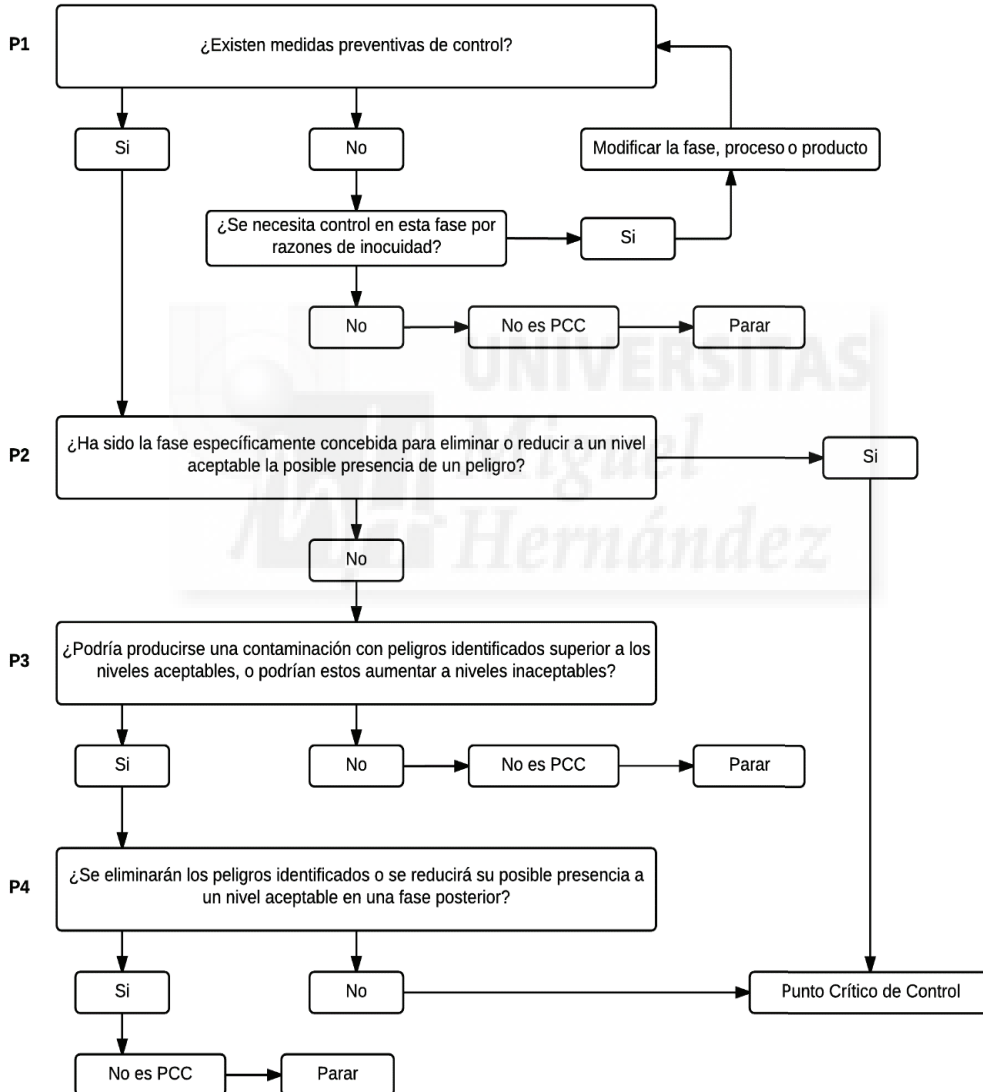 P1
¿Existen medidas preventivas de control?
Si
No
Modificar la fase, proceso o producto
¿Se necesita control en esta fase por
razones de inocuidad?
Si
No
No es PCC
Parar
UNIVERSITAS
Miguel
Hernández
P2
¿Ha sido la fase específicamente concebida para eliminar o reducir a un nivel
aceptable la posible presencia de un peligro?
Si
No
P3
¿Podría producirse una contaminación con peligros identificados superior a los
niveles aceptables, o podrían estos aumentar a niveles inaceptables?
Si
No
No es PCC
Parar
P4
¿Se eliminarán los peligros identificados o se reducirá su posible presencia a
un nivel aceptable en una fase posterior?
Si
No
Punto Crítico de Control
No es PCC
Parar